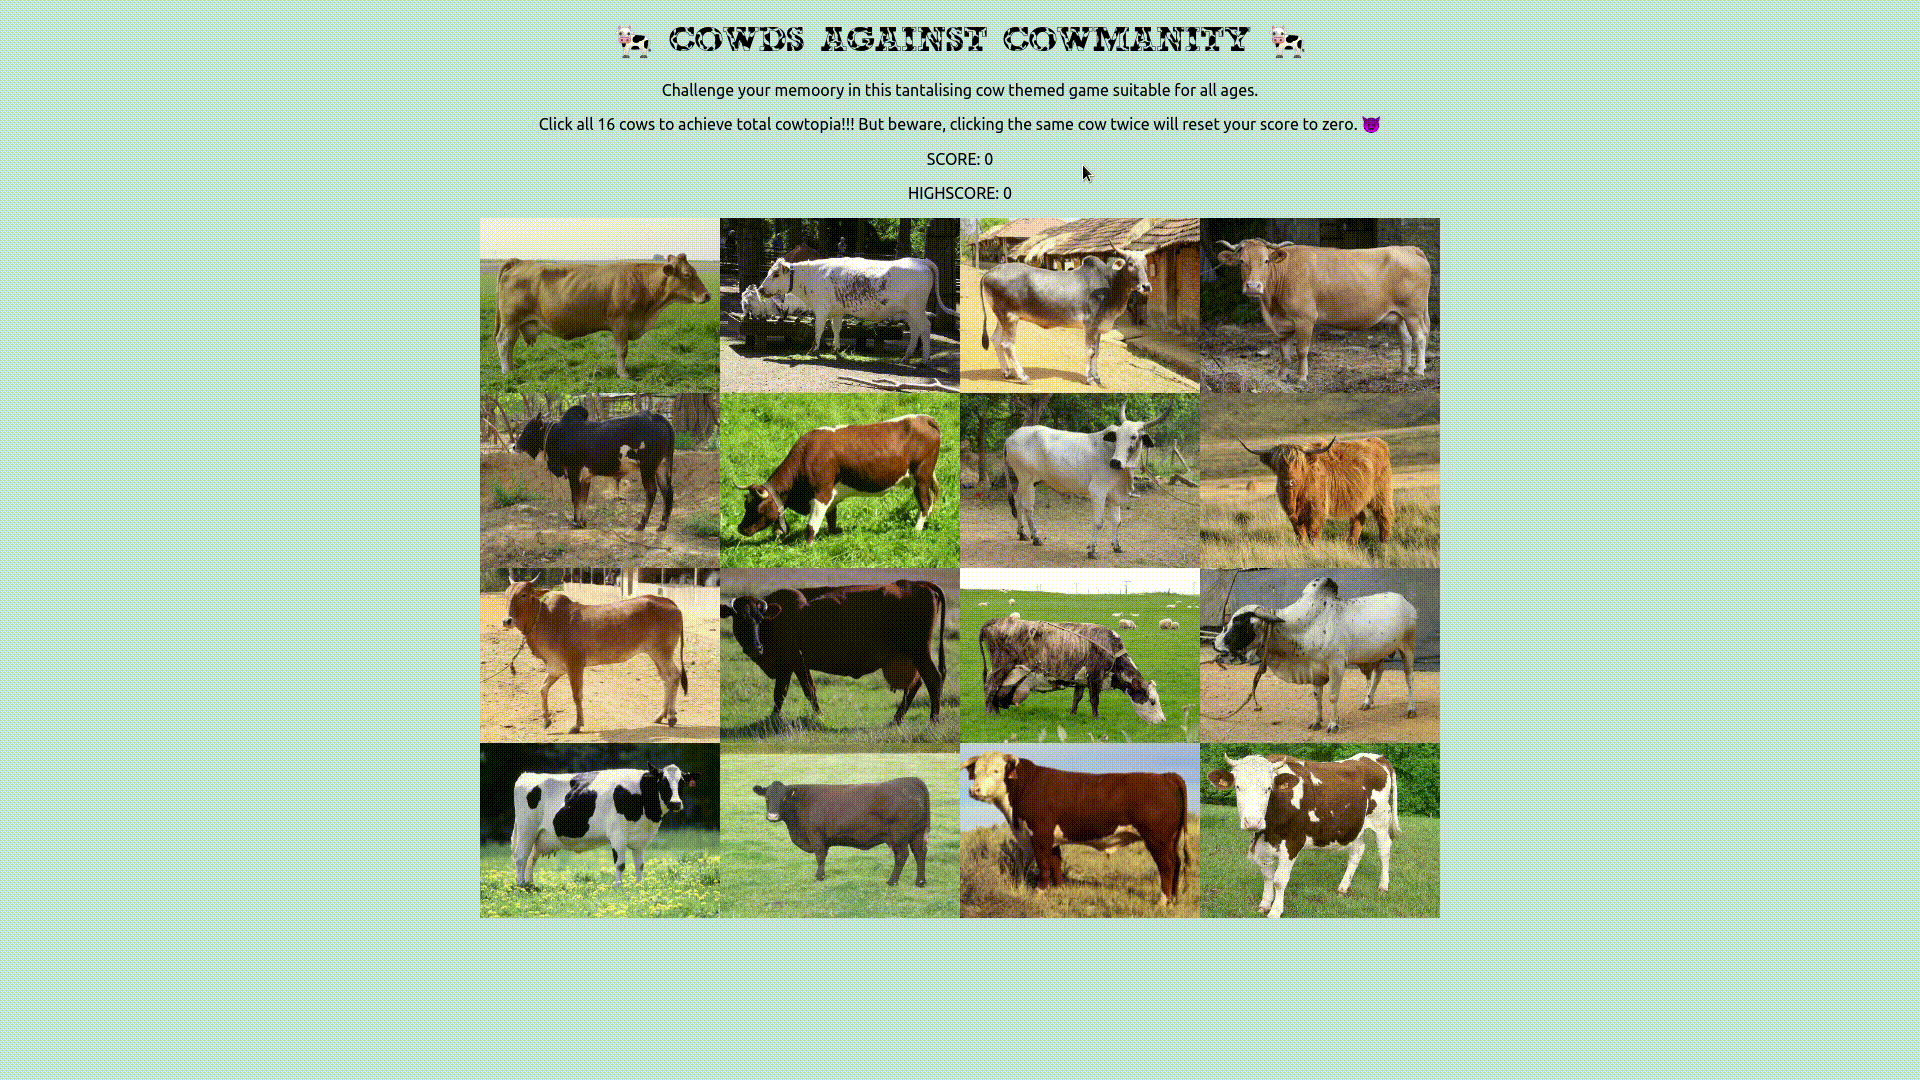 🐄 COWDS AGAINST COWMANITY 🐄
Challenge your memoory in this tantalising cow themed game suitable for all ages.
Click all 16 cows to achieve total cowtopia!!! But beware, clicking the same cow twice will reset your score to zero. 😈
SCORE: 0
HIGHSCORE: 0